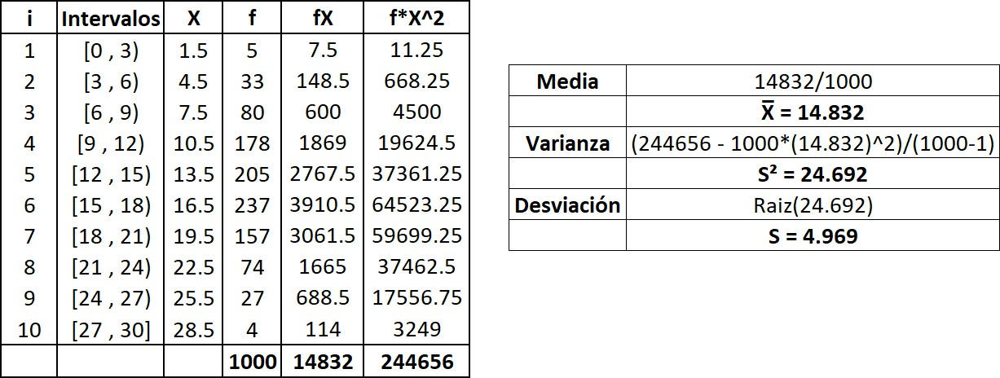 i Intervalos X f fX f*X^2
1 [0 , 3) 1.5 5 7.5 11.25
2 [3 , 6) 4.5 33 148.5 668.25
3 [6 , 9) 7.5 80 600 4500
4 [9 , 12) 10.5 178 1869 19624.5
5 [12 , 15) 13.5 205 2767.5 37361.25
6 [15 , 18) 16.5 237 3910.5 64523.25
7 [18 , 21) 19.5 157 3061.5 59699.25
8 [21 , 24) 22.5 74 1665 37462.5
9 [24 , 27) 25.5 27 688.5 17556.75
10 [27 , 30] 28.5 4 114 3249
1000 14832 244656
Media 14832/1000
X̅ = 14.832
Varianza (244656 - 1000*(14.832)^2)/(1000-1)
S² = 24.692
Desviación Raiz(24.692)
S = 4.969